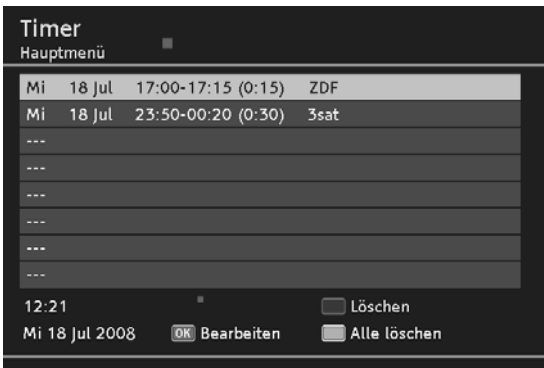 Timer
Hauptmenü
Mi 18 Jul 17:00-17:15 (0:15) ZDF
Mi 18 Jul 23:50-00:20 (0:30) 3sat
---
---
---
---
---
---
12:21 Löschen
Mi 18 Jul 2008 OK Bearbeiten Alle löschen